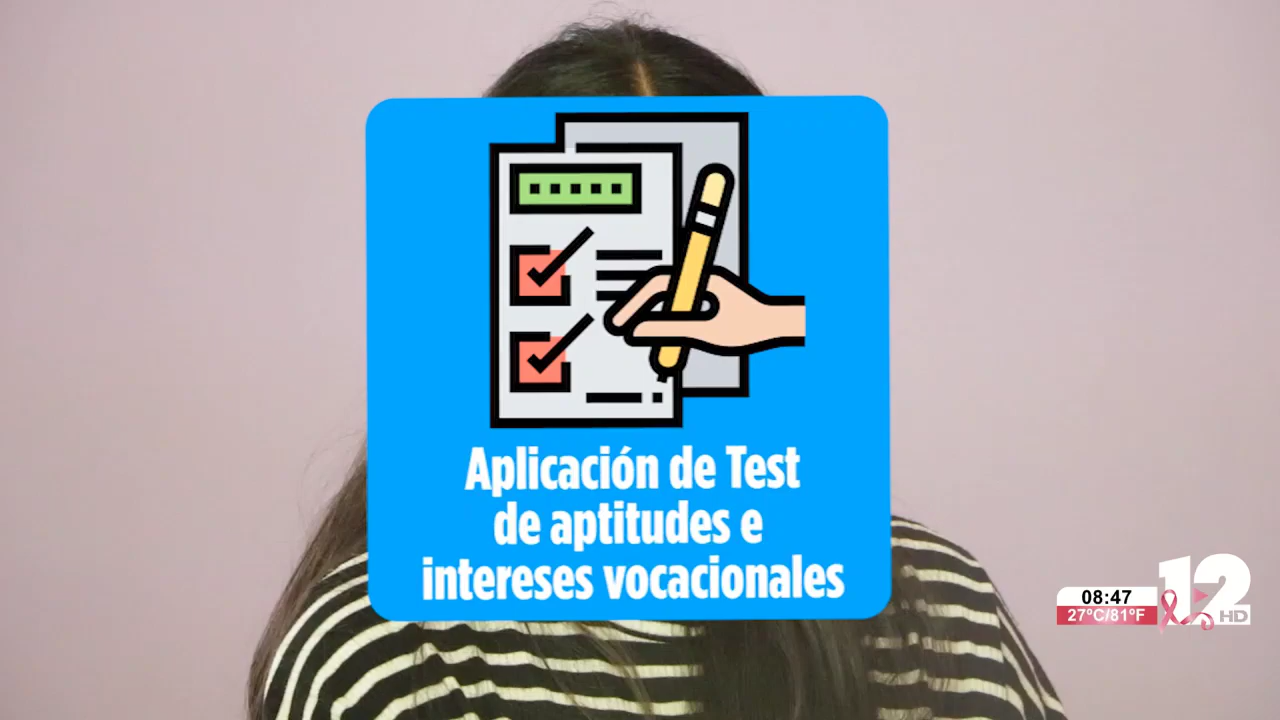 Aplicación de Test
de aptitudes e
intereses vocacionales
08:47
27°C/81°F
12
HD